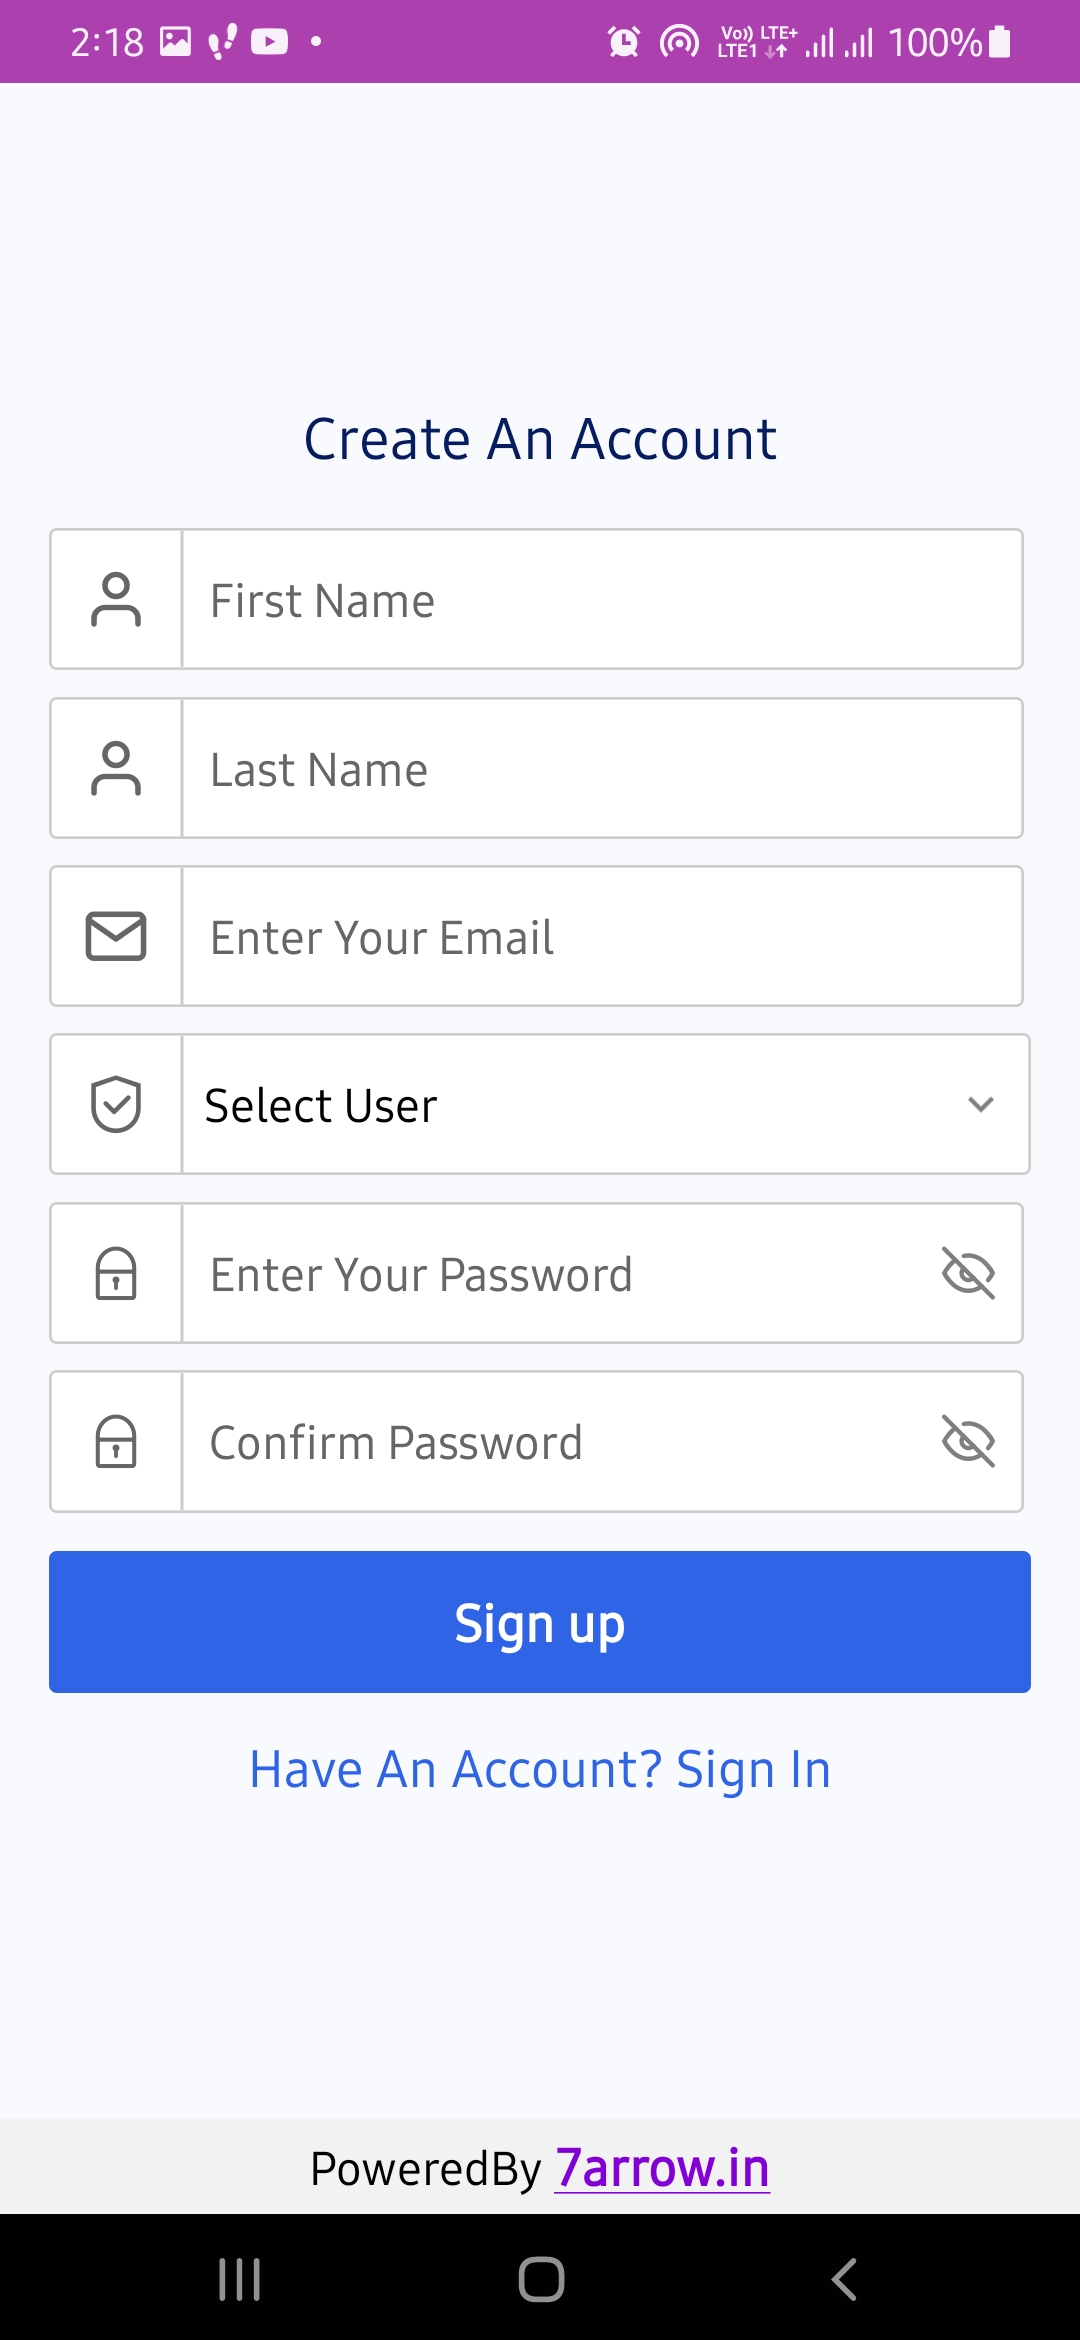 2:18 Vo)) LTE+ LTE1 100%
Create An Account
First Name
Last Name
Enter Your Email
Select User
Enter Your Password
Confirm Password
Sign up
Have An Account? Sign In
PoweredBy 7arrow.in